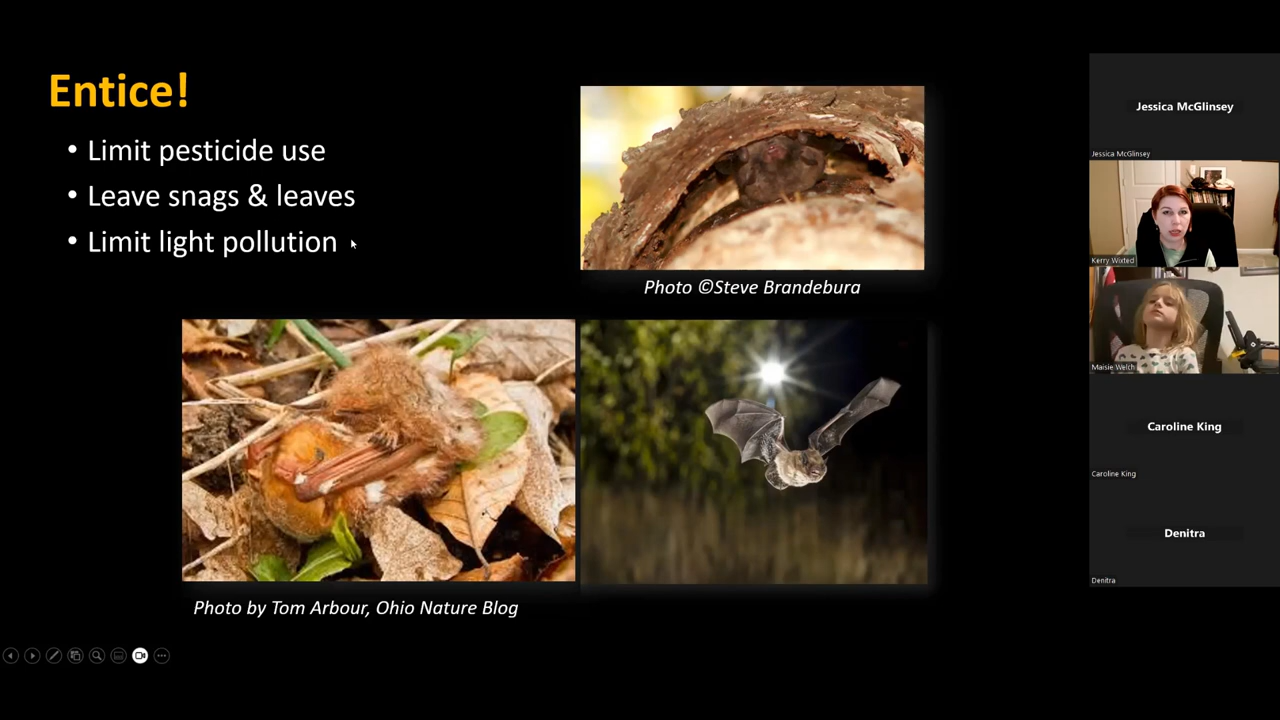 Entice!
• Limit pesticide use
• Leave snags & leaves
• Limit light pollution
Photo ©Steve Brandebura
Photo by Tom Arbour, Ohio Nature Blog
Jessica McGlinsey
Jessica McGlinsey
Kerry Wixted
Maisie Welch
Caroline King
Caroline King
Denitra
Denitra